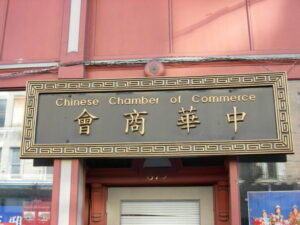 Chinese Chamber of Commerce
中華商會